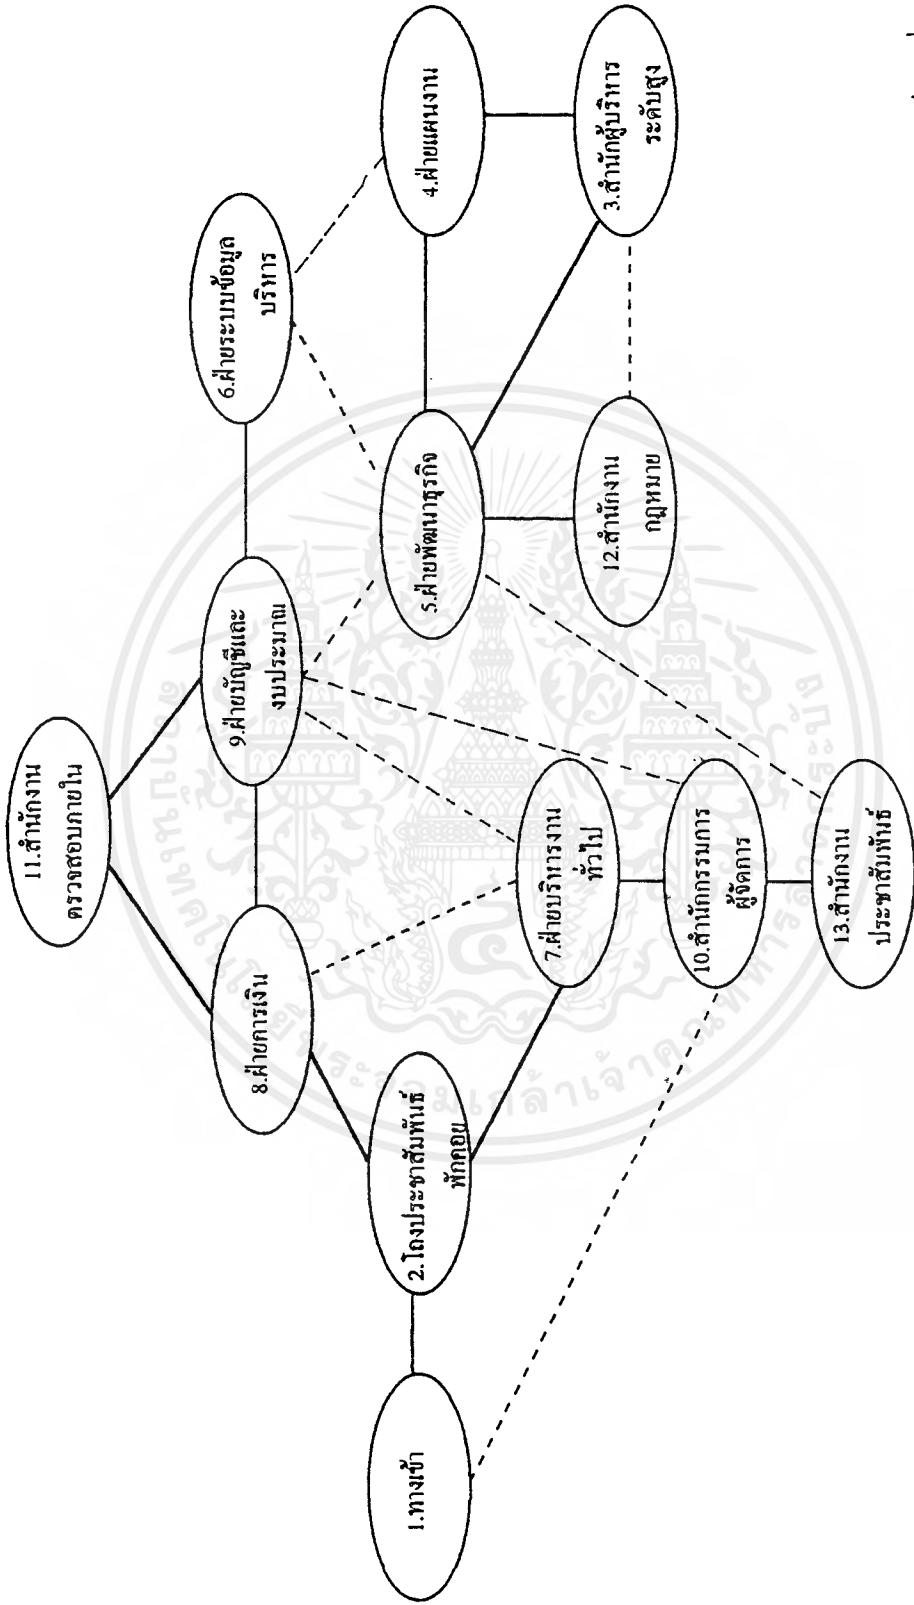 11.สำนักงาน
ตรวจสอบภายใน
6.ฝ่ายระบบข้อมูล
บริหาร
9.ฝ่ายบัญชีและ
งบประมาณ
8.ฝ่ายการเงิน
4.ฝ่ายแผนงาน
5.ฝ่ายพัฒนาธุรกิจ
2.โถงประชาสัมพันธ์
พักคอย
1.ทางเข้า
7.ฝ่ายบริหารงาน
ทั่วไป
3.สำนักผู้บริหาร
ระดับสูง
12.สำนักงาน
กฎหมาย
10.สำนักกรรมการ
ผู้จัดการ
13.สำนักงาน
ประชาสัมพันธ์